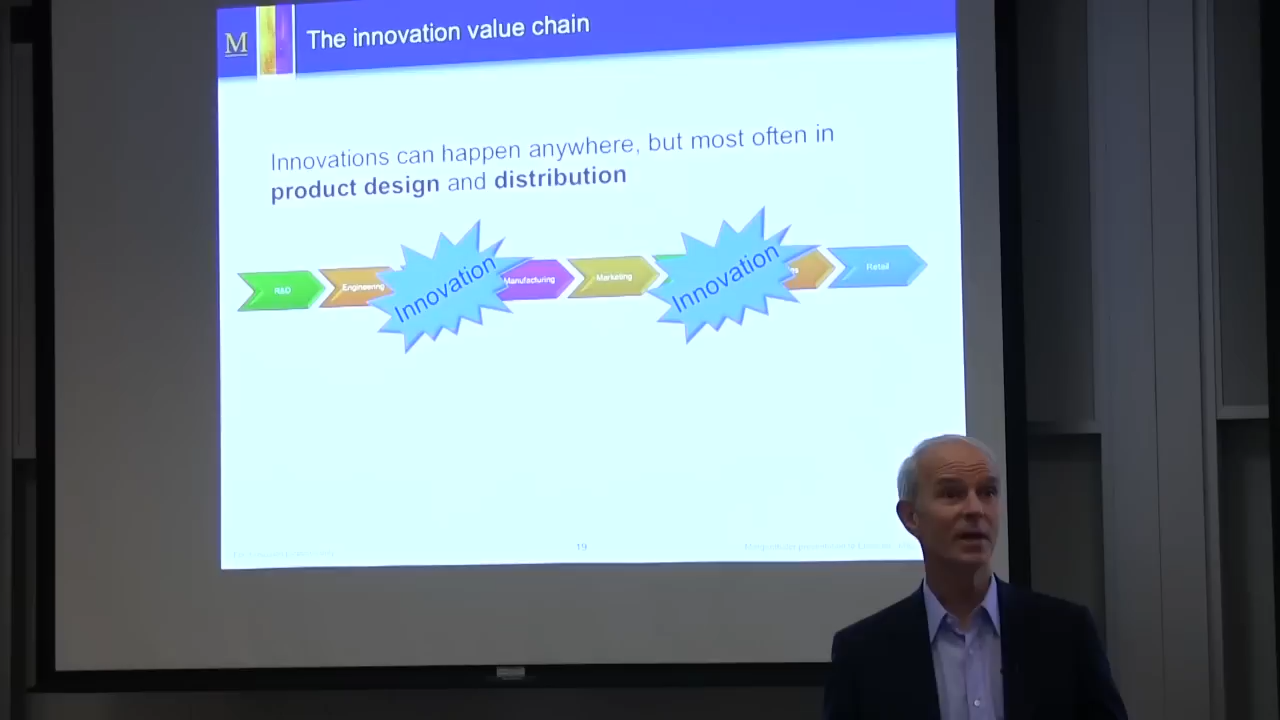 M
The innovation value chain
Innovations can happen anywhere, but most often in
product design and distribution
R&D
Engineering
Innovation
Manufacturing
Marketing
Innovation
Retail
19